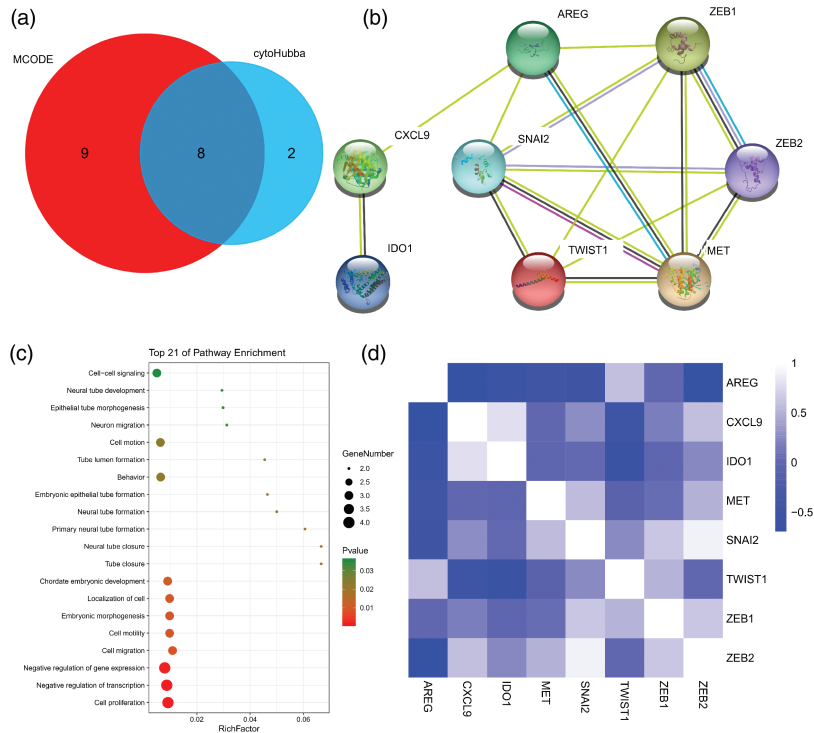 (a)
MCODE
cytoHubba
9
8
2
(b)
AREG
ZEB1
CXCL9
SNAI2
ZEB2
IDO1
TWIST1
MET
(c)
Top 21 of Pathway Enrichment
Cell-cell signaling
Neural tube development
Epithelial tube morphogenesis
Neuron migration
Cell motion
Tube lumen formation
Behavior
Embryonic epithelial tube formation
Neural tube formation
Primary neural tube formation
Neural tube closure
Tube closure
Chordate embryonic development
Localization of cell
Embryonic morphogenesis
Cell motility
Cell migration
Negative regulation of gene expression
Negative regulation of transcription
Cell proliferation
0.02
0.04
0.06
RichFactor
GeneNumber
2.0
2.5
3.0
3.5
4.0
Pvalue
0.03
0.02
0.01
(d)
AREG
CXCL9
IDO1
MET
SNAI2
TWIST1
ZEB1
ZEB2
AREG
CXCL9
IDO1
MET
SNAI2
TWIST1
ZEB1
ZEB2
1
0.5
0
−0.5